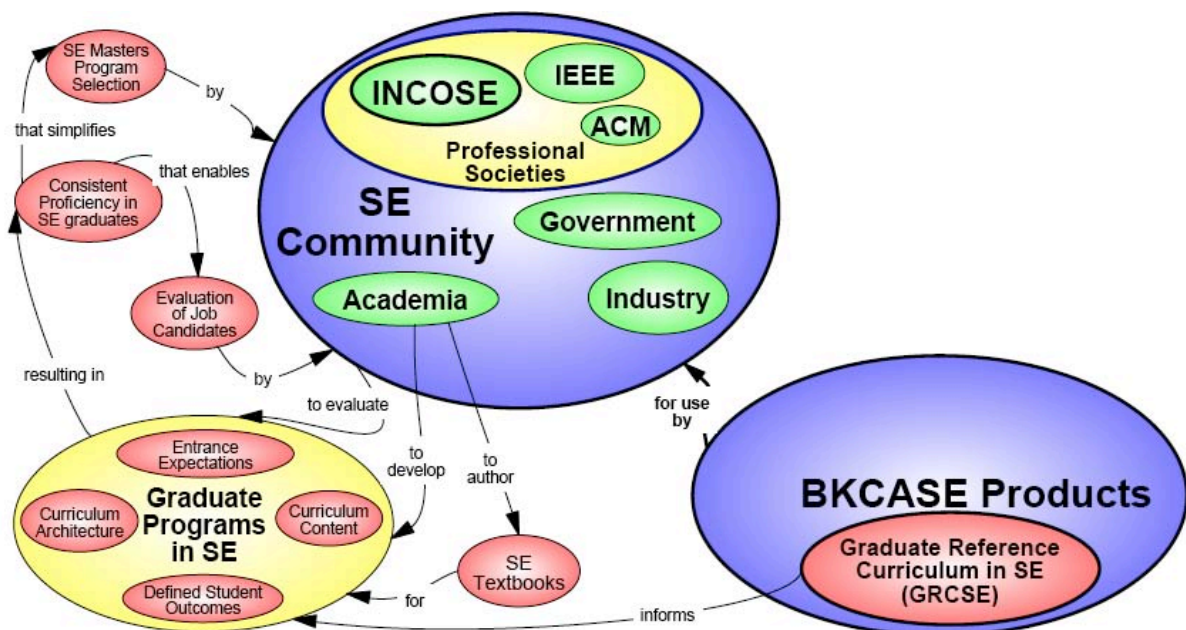 SE Masters
Program
Selection
by
that simplifies
Consistent
Proficiency in
SE graduates
that enables
Evaluation
of Job
Candidates
by
resulting in
INCOSE
IEEE
ACM
Professional
Societies
SE
Community
Government
Academia
Industry
to evaluate
to
develop
to
author
for use
by
Entrance
Expectations
Graduate
Programs
in SE
Curriculum
Architecture
Curriculum
Content
Defined Student
Outcomes
SE
Textbooks
for
informs
BKCASE Products
Graduate Reference
Curriculum in SE
(GRCSE)